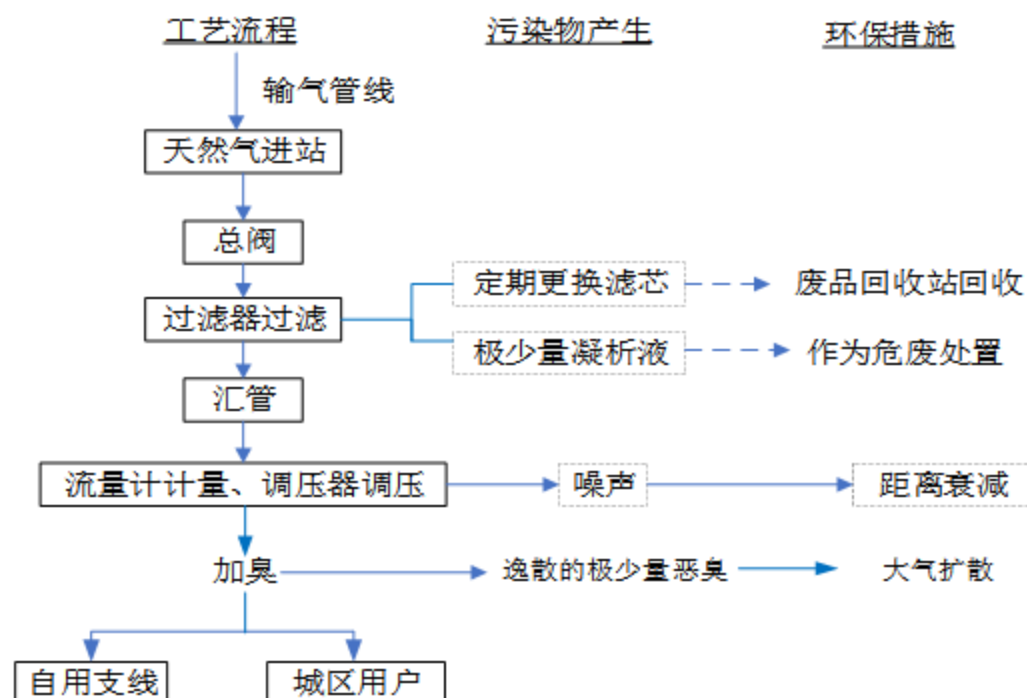 工艺流程 污染物产生 环保措施
输气管线
天然气进站
总阀
定期更换滤芯 废品回收站回收
过滤器过滤
极少量凝析液 作为危废处置
汇管
流量计计量、调压器调压 噪声 距离衰减
加臭 逸散的极少量恶臭 大气扩散
自用支线 城区用户